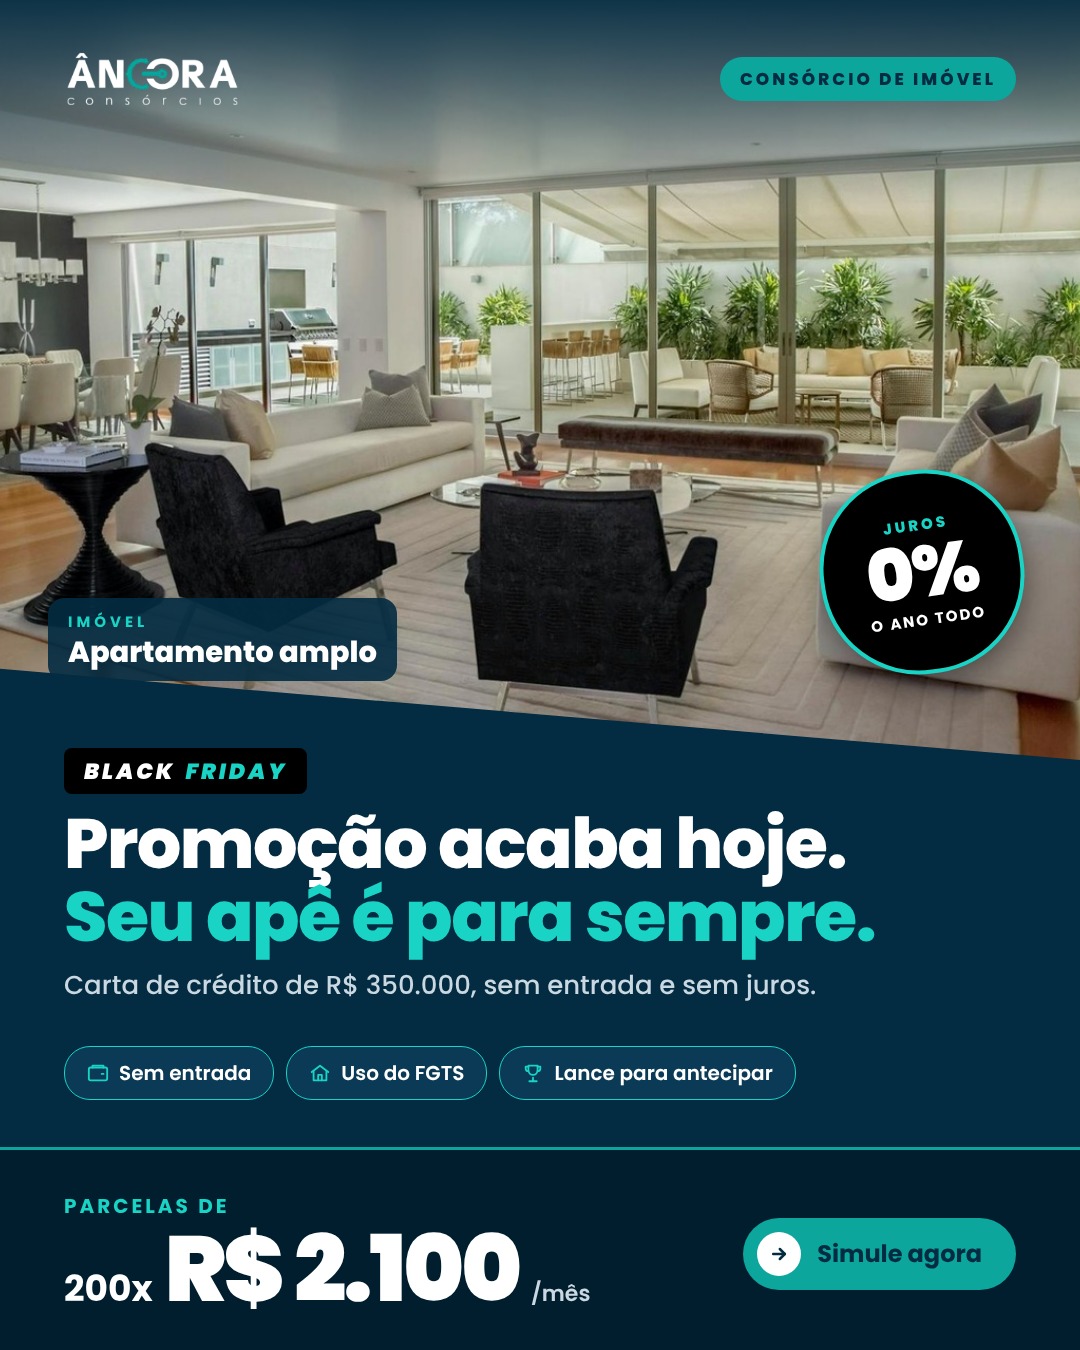 ÂNCORA
consórcios
CONSÓRCIO DE IMÓVEL
JUROS
0%
O ANO TODO
IMÓVEL
Apartamento amplo
BLACK FRIDAY
Promoção acaba hoje.
Seu apê é para sempre.
Carta de crédito de R$ 350.000, sem entrada e sem juros.
Sem entrada
Uso do FGTS
Lance para antecipar
PARCELAS DE
200x R$ 2.100 /mês
Simule agora